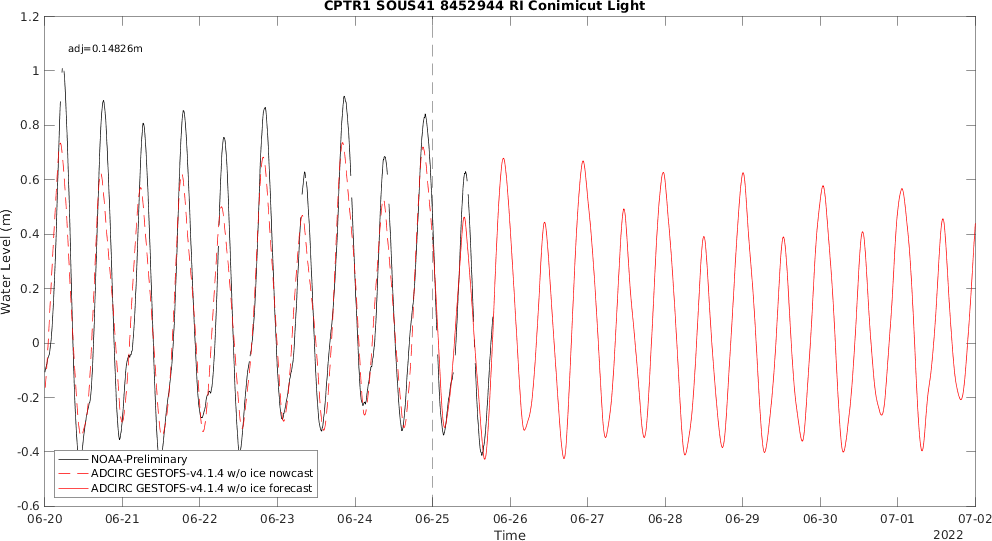 CPTR1 SOUS41 8452944 RI Conimicut Light
adj=0.14826m
Water Level (m)
1.2
1
0.8
0.6
0.4
0.2
0
-0.2
-0.4
-0.6
NOAA-Preliminary
ADCIRC GESTOFS-v4.1.4 w/o ice nowcast
ADCIRC GESTOFS-v4.1.4 w/o ice forecast
06-20 06-21 06-22 06-23 06-24 06-25 06-26 06-27 06-28 06-29 06-30 07-01 07-02
Time
2022